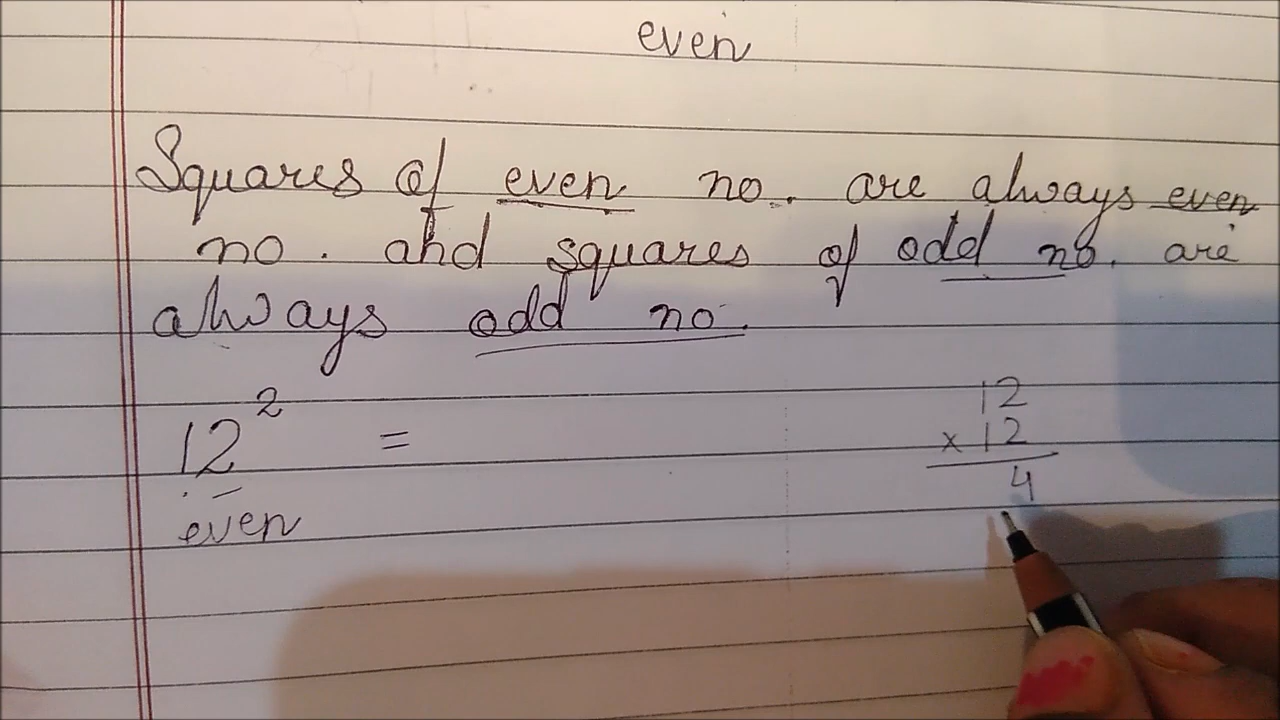 even
Squares of even no. are always even
no. and squares of odd no. are
always odd no.
12² =
even
12
x 12
4